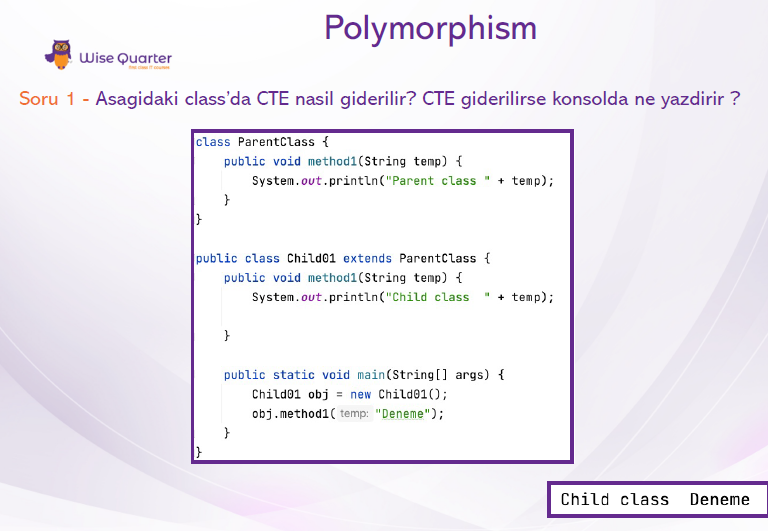 Polymorphism
Wise Quarter
Soru 1 - Asagidaki class'da CTE nasil giderilir? CTE giderilirse konsolda ne yazdirir ?
class ParentClass {
    public void method1(String temp) {
        System.out.println("Parent class " + temp);
    }
}
public class Child01 extends ParentClass {
    public void method1(String temp) {
        System.out.println("Child class  " + temp);
    }
    public static void main(String[] args) {
        Child01 obj = new Child01();
        obj.method1( temp: "Deneme");
    }
}
Child class  Deneme